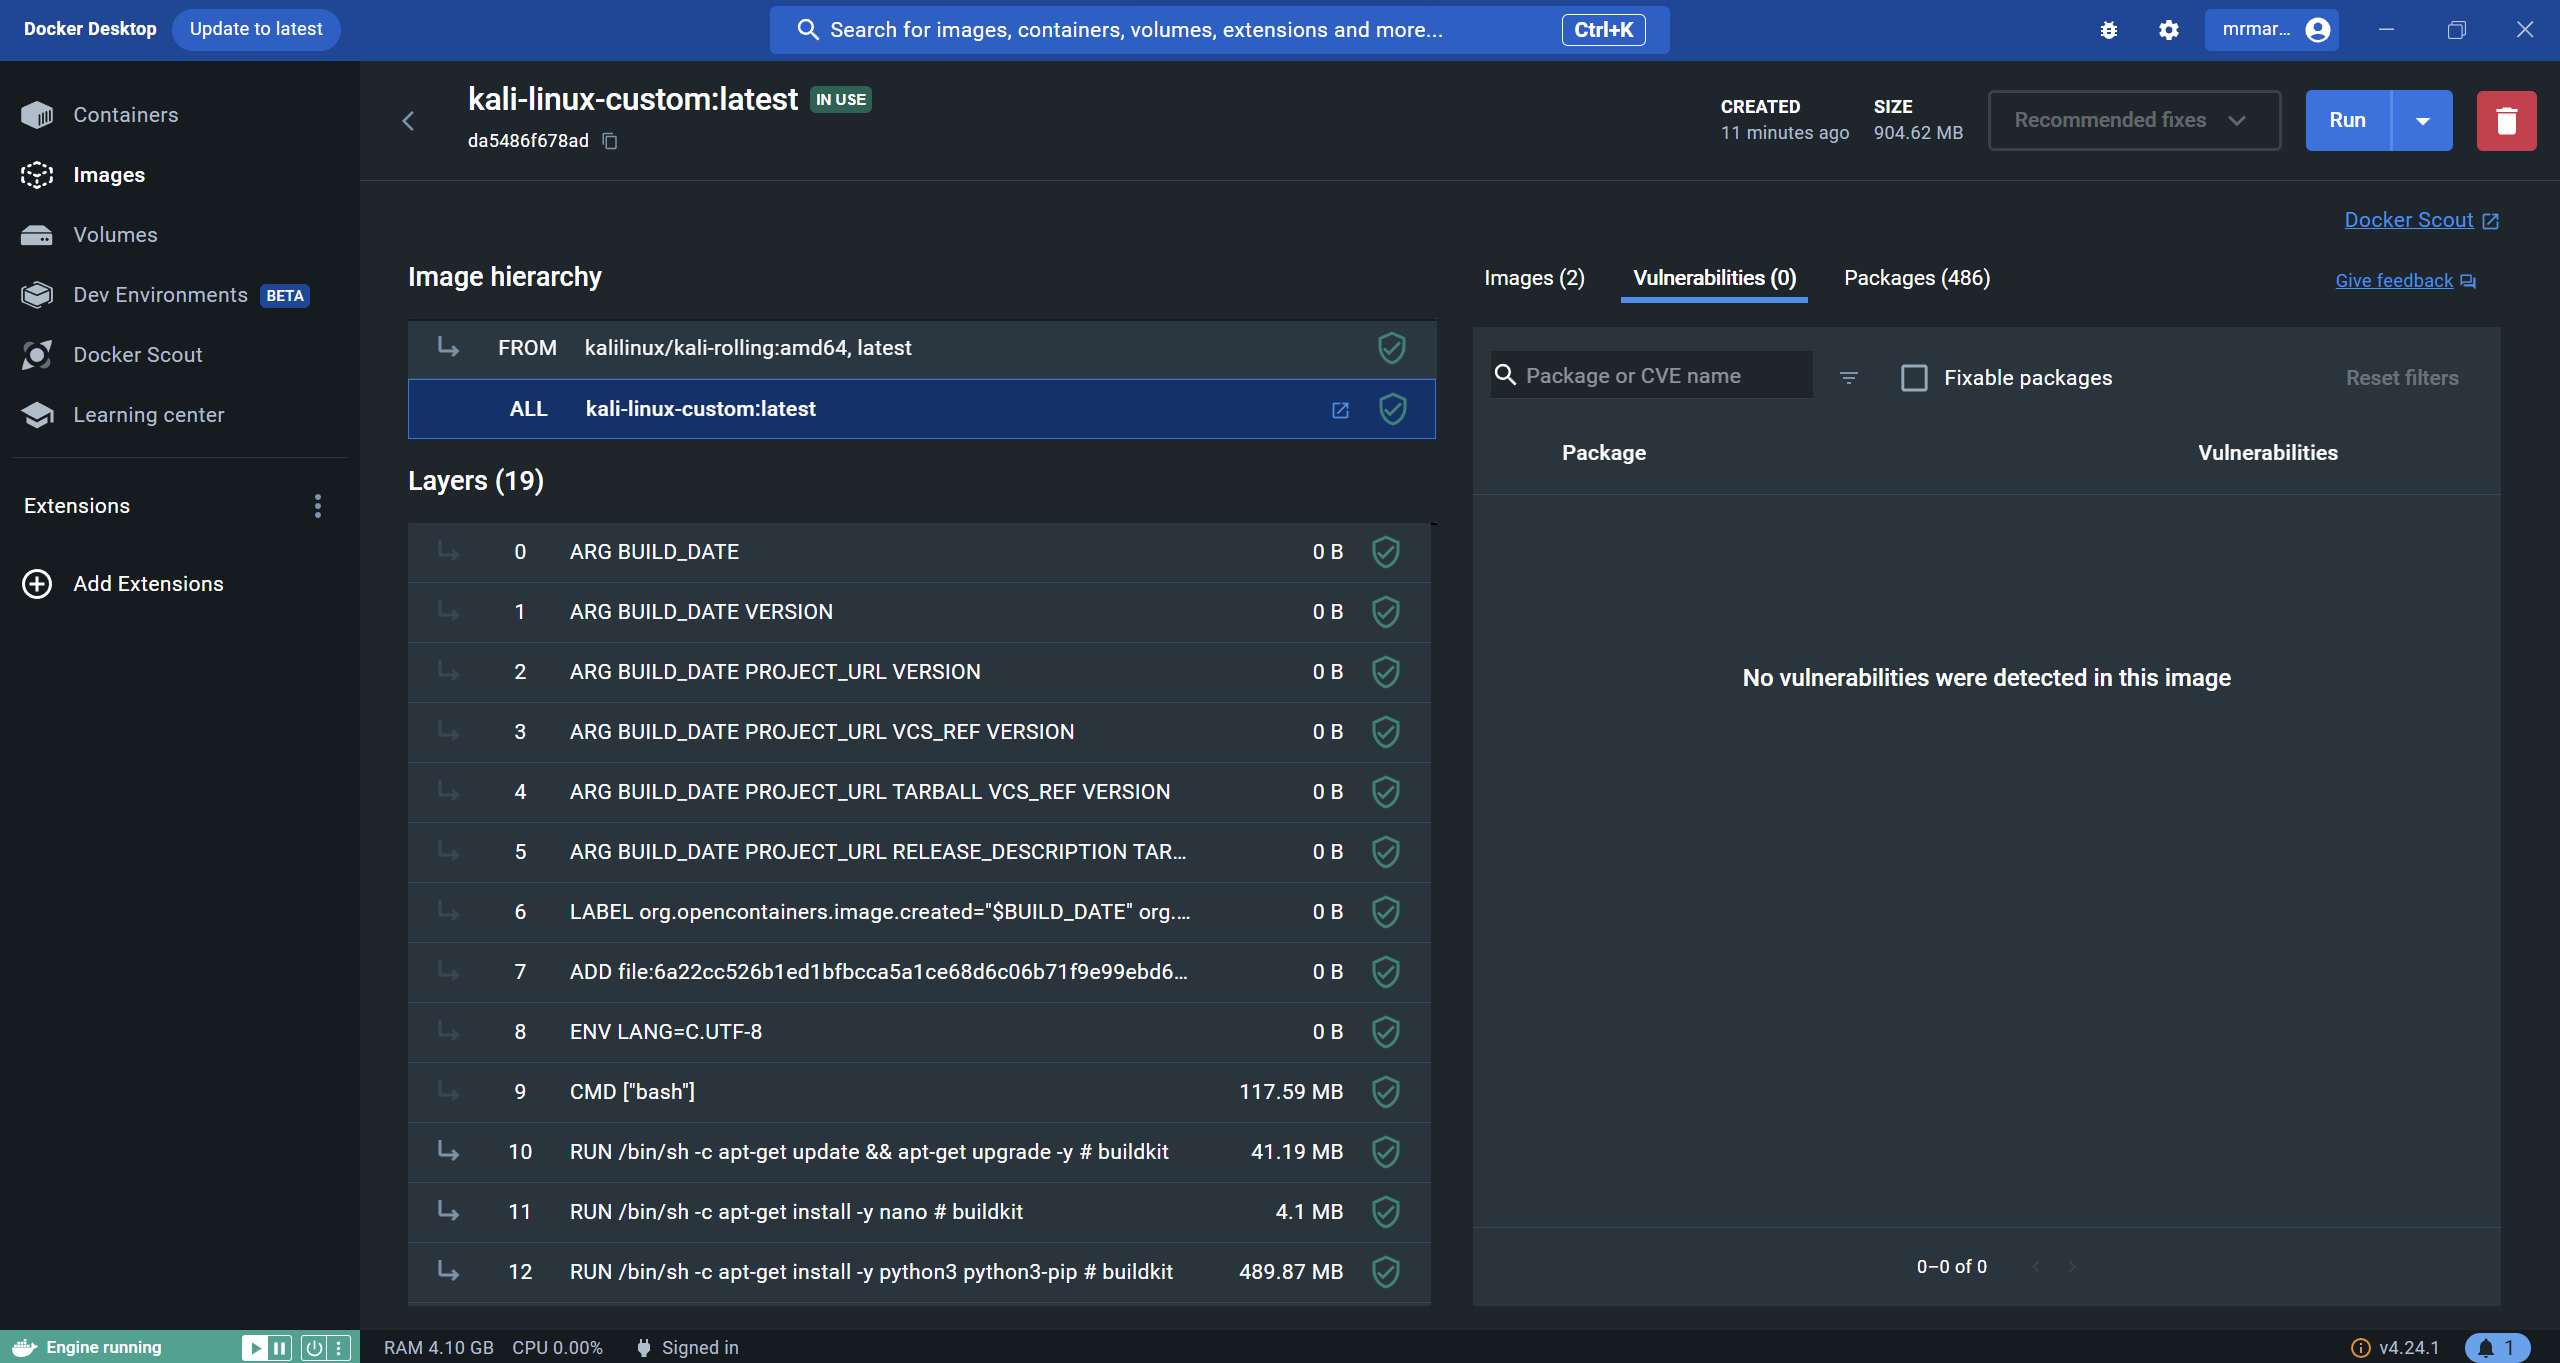 Docker Desktop
Update to latest
Search for images, containers, volumes, extensions and more...
Ctrl+K
mrmar...
Containers
Images
Volumes
Dev Environments BETA
Docker Scout
Learning center
Extensions
Add Extensions
kali-linux-custom:latest IN USE
da5486f678ad
CREATED
11 minutes ago
SIZE
904.62 MB
Recommended fixes
Run
Docker Scout
Image hierarchy
FROM kalilinux/kali-rolling:amd64, latest
ALL kali-linux-custom:latest
Layers (19)
0 ARG BUILD_DATE 0 B
1 ARG BUILD_DATE VERSION 0 B
2 ARG BUILD_DATE PROJECT_URL VERSION 0 B
3 ARG BUILD_DATE PROJECT_URL VCS_REF VERSION 0 B
4 ARG BUILD_DATE PROJECT_URL TARBALL VCS_REF VERSION 0 B
5 ARG BUILD_DATE PROJECT_URL RELEASE_DESCRIPTION TAR... 0 B
6 LABEL org.opencontainers.image.created="$BUILD_DATE" org.... 0 B
7 ADD file:6a22cc526b1ed1bfbcca5a1ce68d6c06b71f9e99ebd6... 0 B
8 ENV LANG=C.UTF-8 0 B
9 CMD ["bash"] 117.59 MB
10 RUN /bin/sh -c apt-get update && apt-get upgrade -y # buildkit 41.19 MB
11 RUN /bin/sh -c apt-get install -y nano # buildkit 4.1 MB
12 RUN /bin/sh -c apt-get install -y python3 python3-pip # buildkit 489.87 MB
Images (2) Vulnerabilities (0) Packages (486)
Give feedback
Package or CVE name
Fixable packages
Reset filters
Package Vulnerabilities
No vulnerabilities were detected in this image
0–0 of 0
Engine running
RAM 4.10 GB CPU 0.00% Signed in
v4.24.1
1